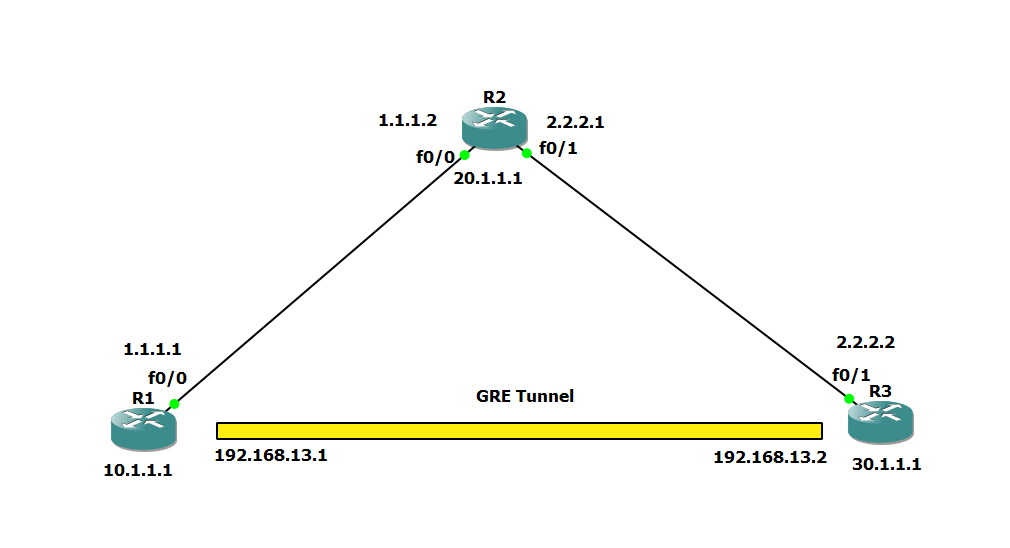 R2
1.1.1.2
2.2.2.1
f0/0
f0/1
20.1.1.1
1.1.1.1
f0/0
R1
10.1.1.1
GRE Tunnel
192.168.13.1
192.168.13.2
2.2.2.2
f0/1
R3
30.1.1.1